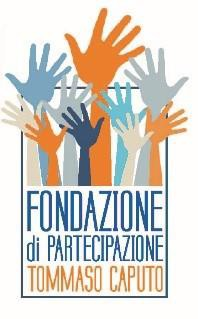 FONDAZIONE
di PARTECIPAZIONE
TOMMASO CAPUTO